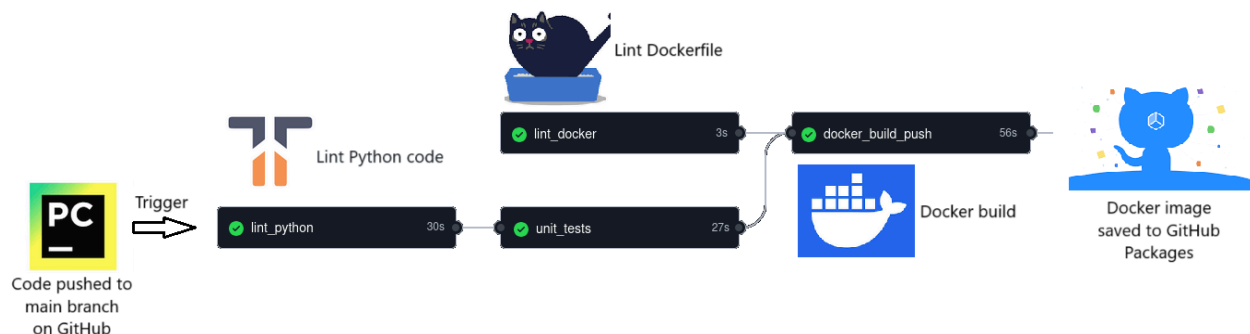 Lint Dockerfile
lint_docker 3s
docker_build_push 56s
Lint Python code
PC
Trigger
lint_python 30s
unit_tests 27s
Docker build
Code pushed to
main branch
on GitHub
Docker image
saved to GitHub
Packages